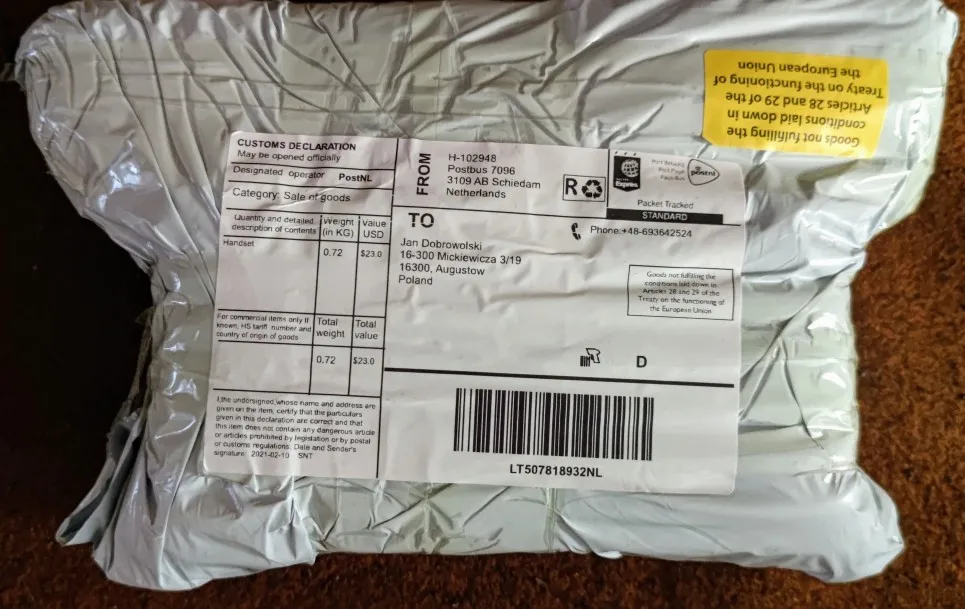 Goods not fulfilling the
conditions laid down in
Articles 28 and 29 of the
Treaty on the functioning of
the European Union
CUSTOMS DECLARATION
May be opened officially
Designated operator PostNL
Category: Sale of goods
Quantity and detailed
description of contents
Weight
(in KG)
Value
USD
Handset
0.72
$23.0
For commercial items only If
known, HS tariff number and
country of origin of goods
Total
weight
Total
value
0.72
$23.0
I,the undersigned,whose name and address are
given on the item, certify that the particulars
given in this declaration are correct and that
this item does not contain any dangerous article
or articles prohibited by legislation or by postal
or customs regulations. Date and Sender's
signature: 2021-02-10 SNT
FROM
H-102948
Postbus 7096
3109 AB Schiedam
Netherlands
R
Express
Port Payé
Pays-Bas
postnl
Packet Tracked
STANDARD
TO
Phone:+48-693642524
Jan Dobrowolski
16-300 Mickiewicza 3/19
16300, Augustow
Poland
Goods not fulfilling the
conditions laid down in
Articles 28 and 29 of the
Treaty on the functioning of
the European Union
D
LT507818932NL